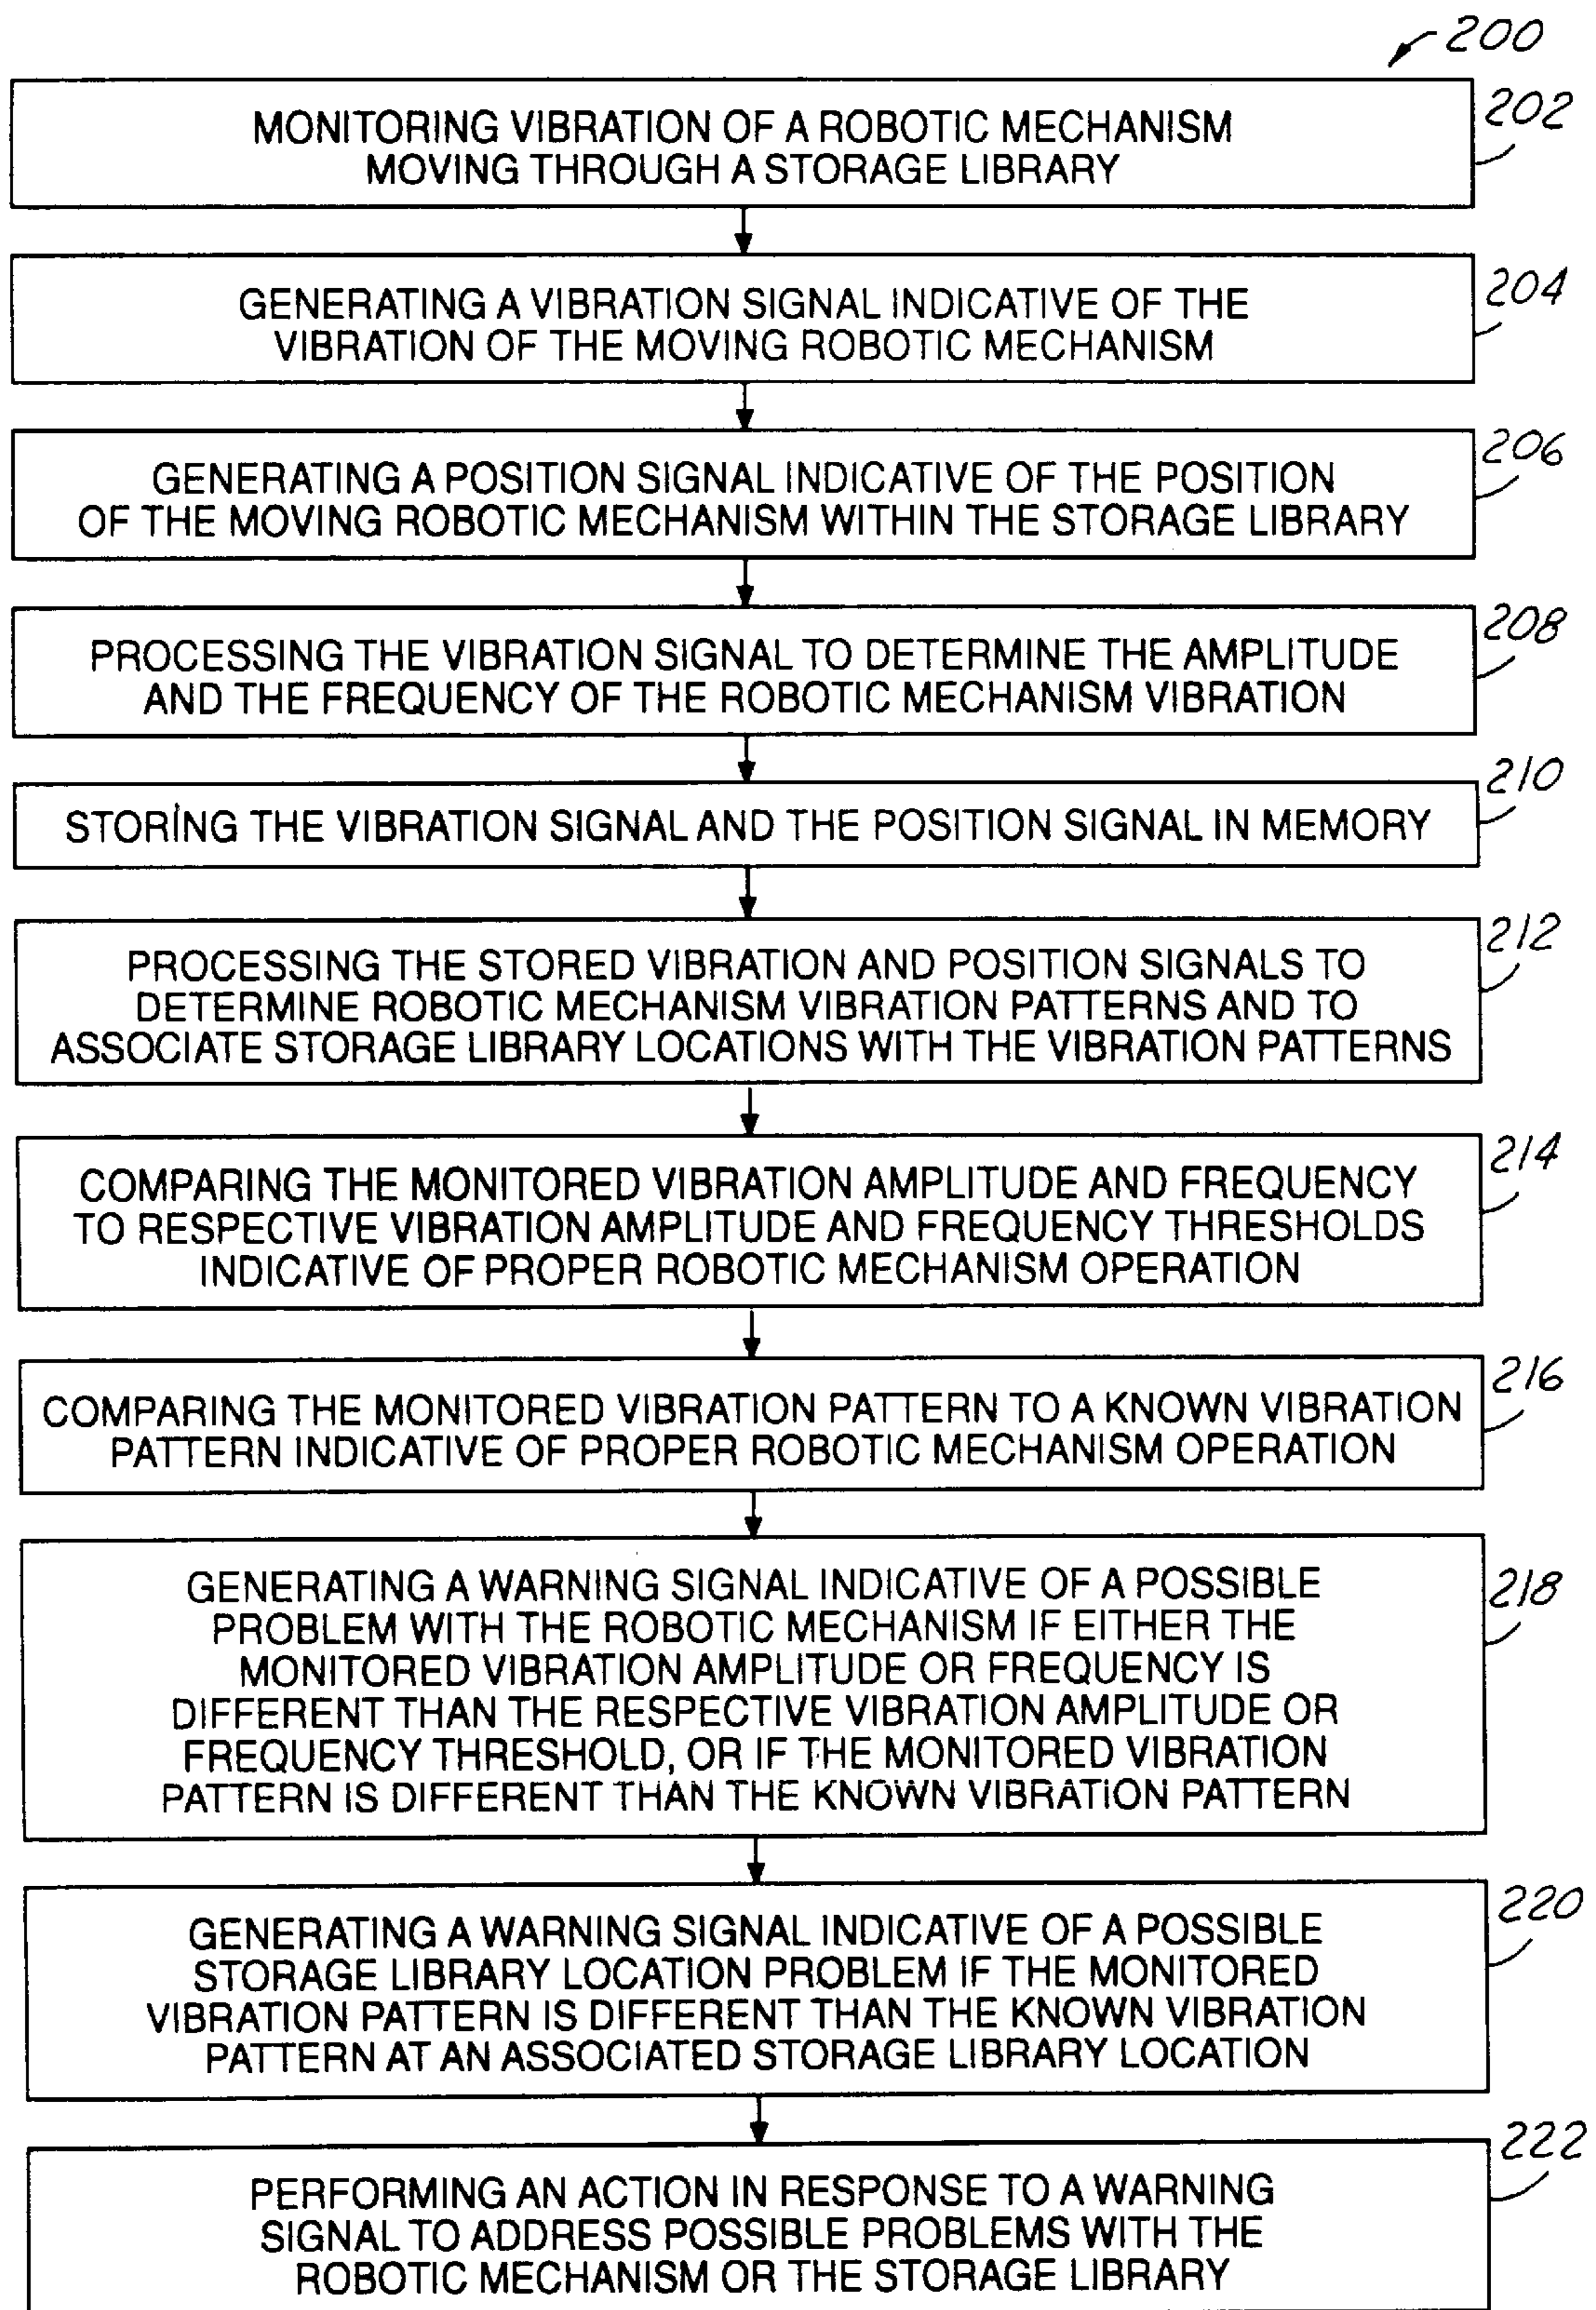 200
202
MONITORING VIBRATION OF A ROBOTIC MECHANISM
MOVING THROUGH A STORAGE LIBRARY
204
GENERATING A VIBRATION SIGNAL INDICATIVE OF THE
VIBRATION OF THE MOVING ROBOTIC MECHANISM
206
GENERATING A POSITION SIGNAL INDICATIVE OF THE POSITION
OF THE MOVING ROBOTIC MECHANISM WITHIN THE STORAGE LIBRARY
208
PROCESSING THE VIBRATION SIGNAL TO DETERMINE THE AMPLITUDE
AND THE FREQUENCY OF THE ROBOTIC MECHANISM VIBRATION
210
STORING THE VIBRATION SIGNAL AND THE POSITION SIGNAL IN MEMORY
212
PROCESSING THE STORED VIBRATION AND POSITION SIGNALS TO
DETERMINE ROBOTIC MECHANISM VIBRATION PATTERNS AND TO
ASSOCIATE STORAGE LIBRARY LOCATIONS WITH THE VIBRATION PATTERNS
214
COMPARING THE MONITORED VIBRATION AMPLITUDE AND FREQUENCY
TO RESPECTIVE VIBRATION AMPLITUDE AND FREQUENCY THRESHOLDS
INDICATIVE OF PROPER ROBOTIC MECHANISM OPERATION
216
COMPARING THE MONITORED VIBRATION PATTERN TO A KNOWN VIBRATION
PATTERN INDICATIVE OF PROPER ROBOTIC MECHANISM OPERATION
218
GENERATING A WARNING SIGNAL INDICATIVE OF A POSSIBLE
PROBLEM WITH THE ROBOTIC MECHANISM IF EITHER THE
MONITORED VIBRATION AMPLITUDE OR FREQUENCY IS
DIFFERENT THAN THE RESPECTIVE VIBRATION AMPLITUDE OR
FREQUENCY THRESHOLD, OR IF THE MONITORED VIBRATION
PATTERN IS DIFFERENT THAN THE KNOWN VIBRATION PATTERN
220
GENERATING A WARNING SIGNAL INDICATIVE OF A POSSIBLE
STORAGE LIBRARY LOCATION PROBLEM IF THE MONITORED
VIBRATION PATTERN IS DIFFERENT THAN THE KNOWN VIBRATION
PATTERN AT AN ASSOCIATED STORAGE LIBRARY LOCATION
222
PERFORMING AN ACTION IN RESPONSE TO A WARNING
SIGNAL TO ADDRESS POSSIBLE PROBLEMS WITH THE
ROBOTIC MECHANISM OR THE STORAGE LIBRARY